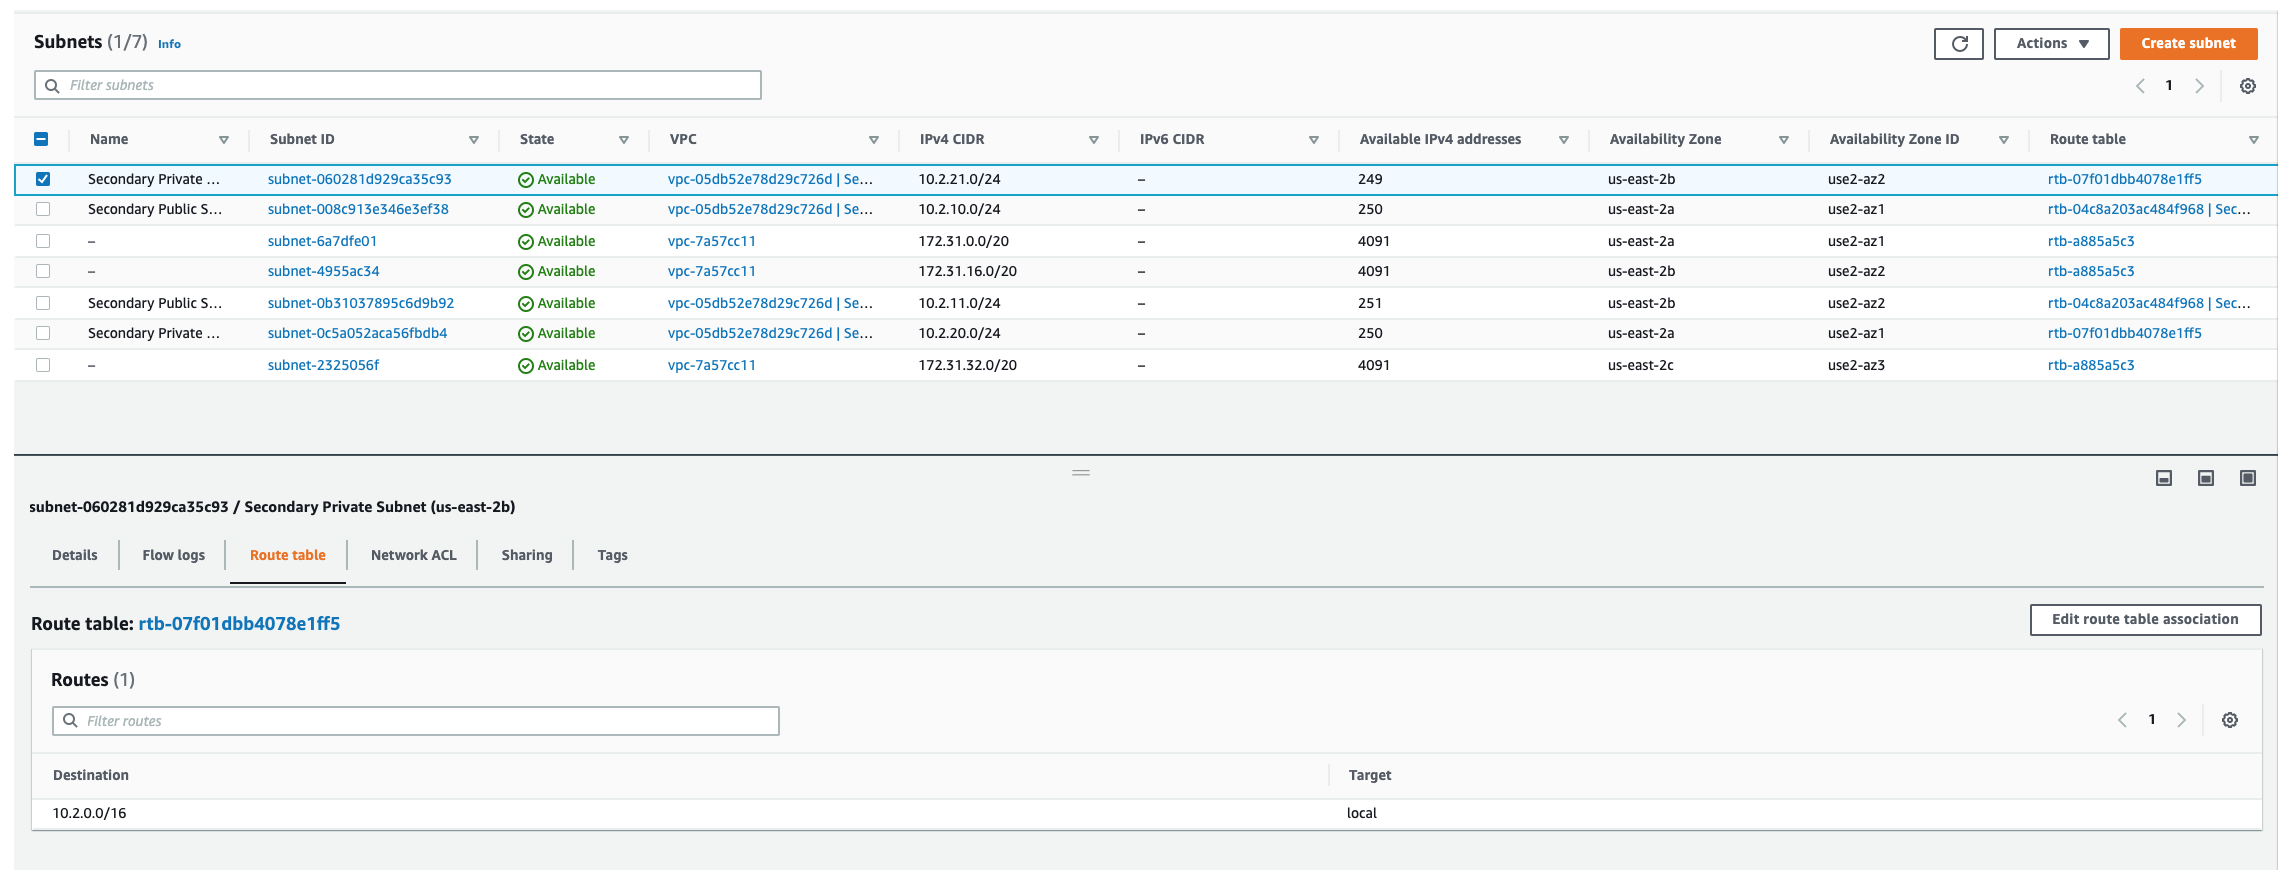 Subnets (1/7) Info
Actions ▼ Create subnet
Filter subnets
1
Name Subnet ID State VPC IPv4 CIDR IPv6 CIDR Available IPv4 addresses Availability Zone Availability Zone ID Route table
Secondary Private ... subnet-060281d929ca35c93 Available vpc-05db52e78d29c726d | Se... 10.2.21.0/24 – 249 us-east-2b use2-az2 rtb-07f01dbb4078e1ff5
Secondary Public S... subnet-008c913e346e3ef38 Available vpc-05db52e78d29c726d | Se... 10.2.10.0/24 – 250 us-east-2a use2-az1 rtb-04c8a203ac484f968 | Sec...
– subnet-6a7dfe01 Available vpc-7a57cc11 172.31.0.0/20 – 4091 us-east-2a use2-az1 rtb-a885a5c3
– subnet-4955ac34 Available vpc-7a57cc11 172.31.16.0/20 – 4091 us-east-2b use2-az2 rtb-a885a5c3
Secondary Public S... subnet-0b31037895c6d9b92 Available vpc-05db52e78d29c726d | Se... 10.2.11.0/24 – 251 us-east-2b use2-az2 rtb-04c8a203ac484f968 | Sec...
Secondary Private ... subnet-0c5a052aca56fbdb4 Available vpc-05db52e78d29c726d | Se... 10.2.20.0/24 – 250 us-east-2a use2-az1 rtb-07f01dbb4078e1ff5
– subnet-2325056f Available vpc-7a57cc11 172.31.32.0/20 – 4091 us-east-2c use2-az3 rtb-a885a5c3
subnet-060281d929ca35c93 / Secondary Private Subnet (us-east-2b)
Details Flow logs Route table Network ACL Sharing Tags
Route table: rtb-07f01dbb4078e1ff5
Edit route table association
Routes (1)
Filter routes
1
Destination Target
10.2.0.0/16 local